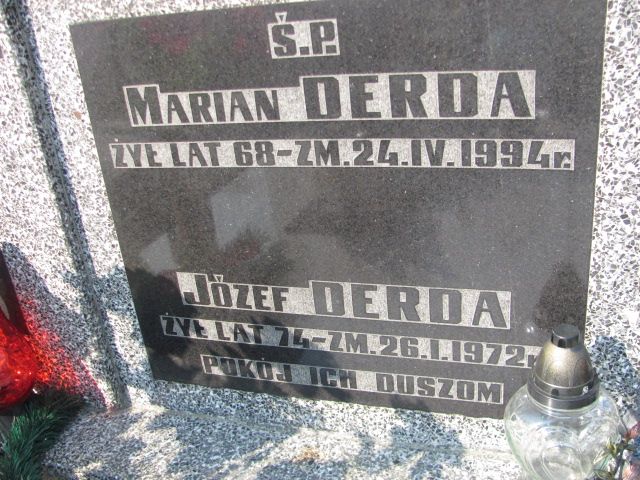 Ś.P.
MARIAN DERDA
ŻYŁ LAT 68-ZM.24.IV.1994r.
JÓZEF DERDA
ŻYŁ LAT 74-ZM.26.I.1972r.
POKÓJ ICH DUSZOM